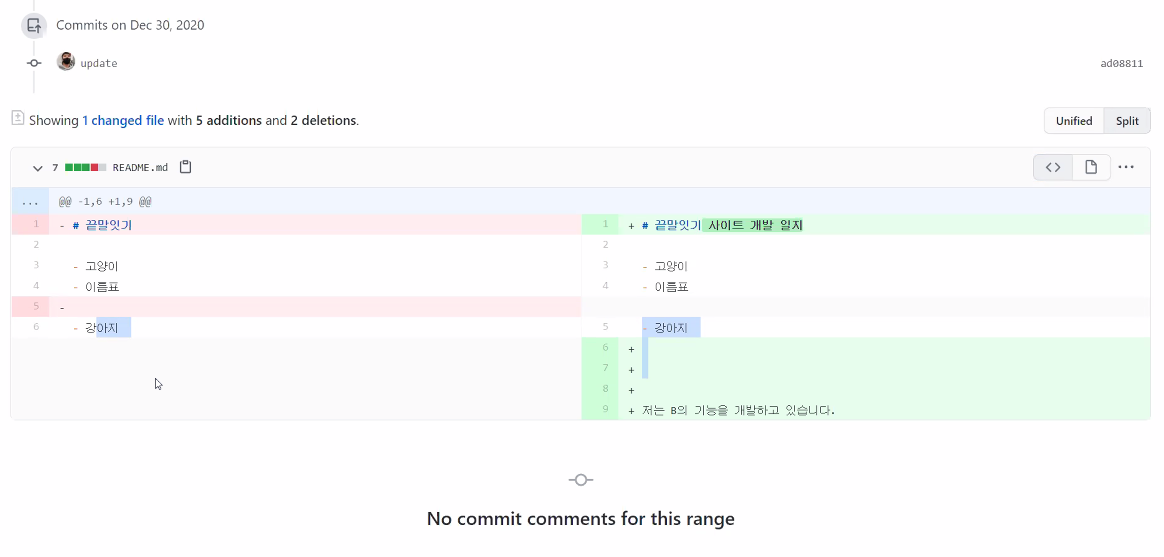 Commits on Dec 30, 2020
update ad08811
Showing 1 changed file with 5 additions and 2 deletions.
Unified Split
7 README.md
... @@ -1,6 +1,9 @@
1 - # 끝말잇기 1 + # 끝말잇기 사이트 개발 일지
2 2
3 - 고양이 3 - 고양이
4 - 이름표 4 - 이름표
5 -
6 - 강아지 5 - 강아지
6 +
7 +
8 +
9 + 저는 B의 기능을 개발하고 있습니다.
No commit comments for this range